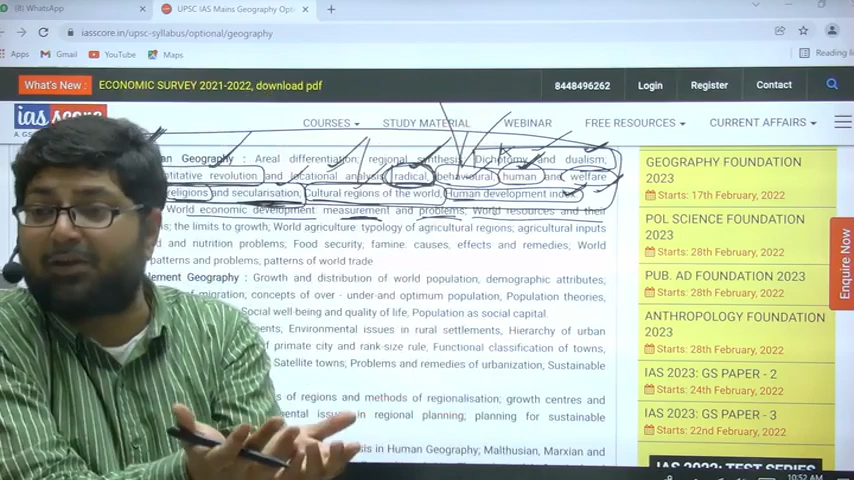 WhatsApp
UPSC IAS Mains Geography Opti
iasscore.in/upsc-syllabus/optional/geography
Apps Gmail YouTube Maps
Reading
What's New : ECONOMIC SURVEY 2021-2022, download pdf 8448496262 Login Register Contact
ias score
COURSES STUDY MATERIAL WEBINAR FREE RESOURCES CURRENT AFFAIRS
Geography : Areal differentiation; regional synthesis; Dichotomy and dualism;
revolution and locational analysis; radical, behavioural, human and welfare
religions and secularisation; Cultural regions of the world; Human development index
World economic development: measurement and problems; World resources and their
the limits to growth; World agriculture: typology of agricultural regions; agricultural inputs
and nutrition problems; Food security; famine: causes, effects and remedies; World
patterns and problems; patterns of world trade.
Geography : Growth and distribution of world population; demographic attributes;
of migration; concepts of over - under-and optimum population; Population theories,
Social well-being and quality of life; Population as social capital.
Environmental issues in rural settlements; Hierarchy of urban
of primate city and rank-size rule; Functional classification of towns;
Satellite towns; Problems and remedies of urbanization; Sustainable
of regions and methods of regionalisation; growth centres and
in regional planning; planning for sustainable
in Human Geography; Malthusian, Marxian and
GEOGRAPHY FOUNDATION
2023
Starts: 17th February, 2022
POL SCIENCE FOUNDATION
2023
Starts: 28th February, 2022
PUB. AD FOUNDATION 2023
Starts: 28th February, 2022
ANTHROPOLOGY FOUNDATION
2023
Starts: 28th February, 2022
IAS 2023: GS PAPER - 2
Starts: 24th February, 2022
IAS 2023: GS PAPER - 3
Starts: 22nd February, 2022
Enquire Now
10:52 AM